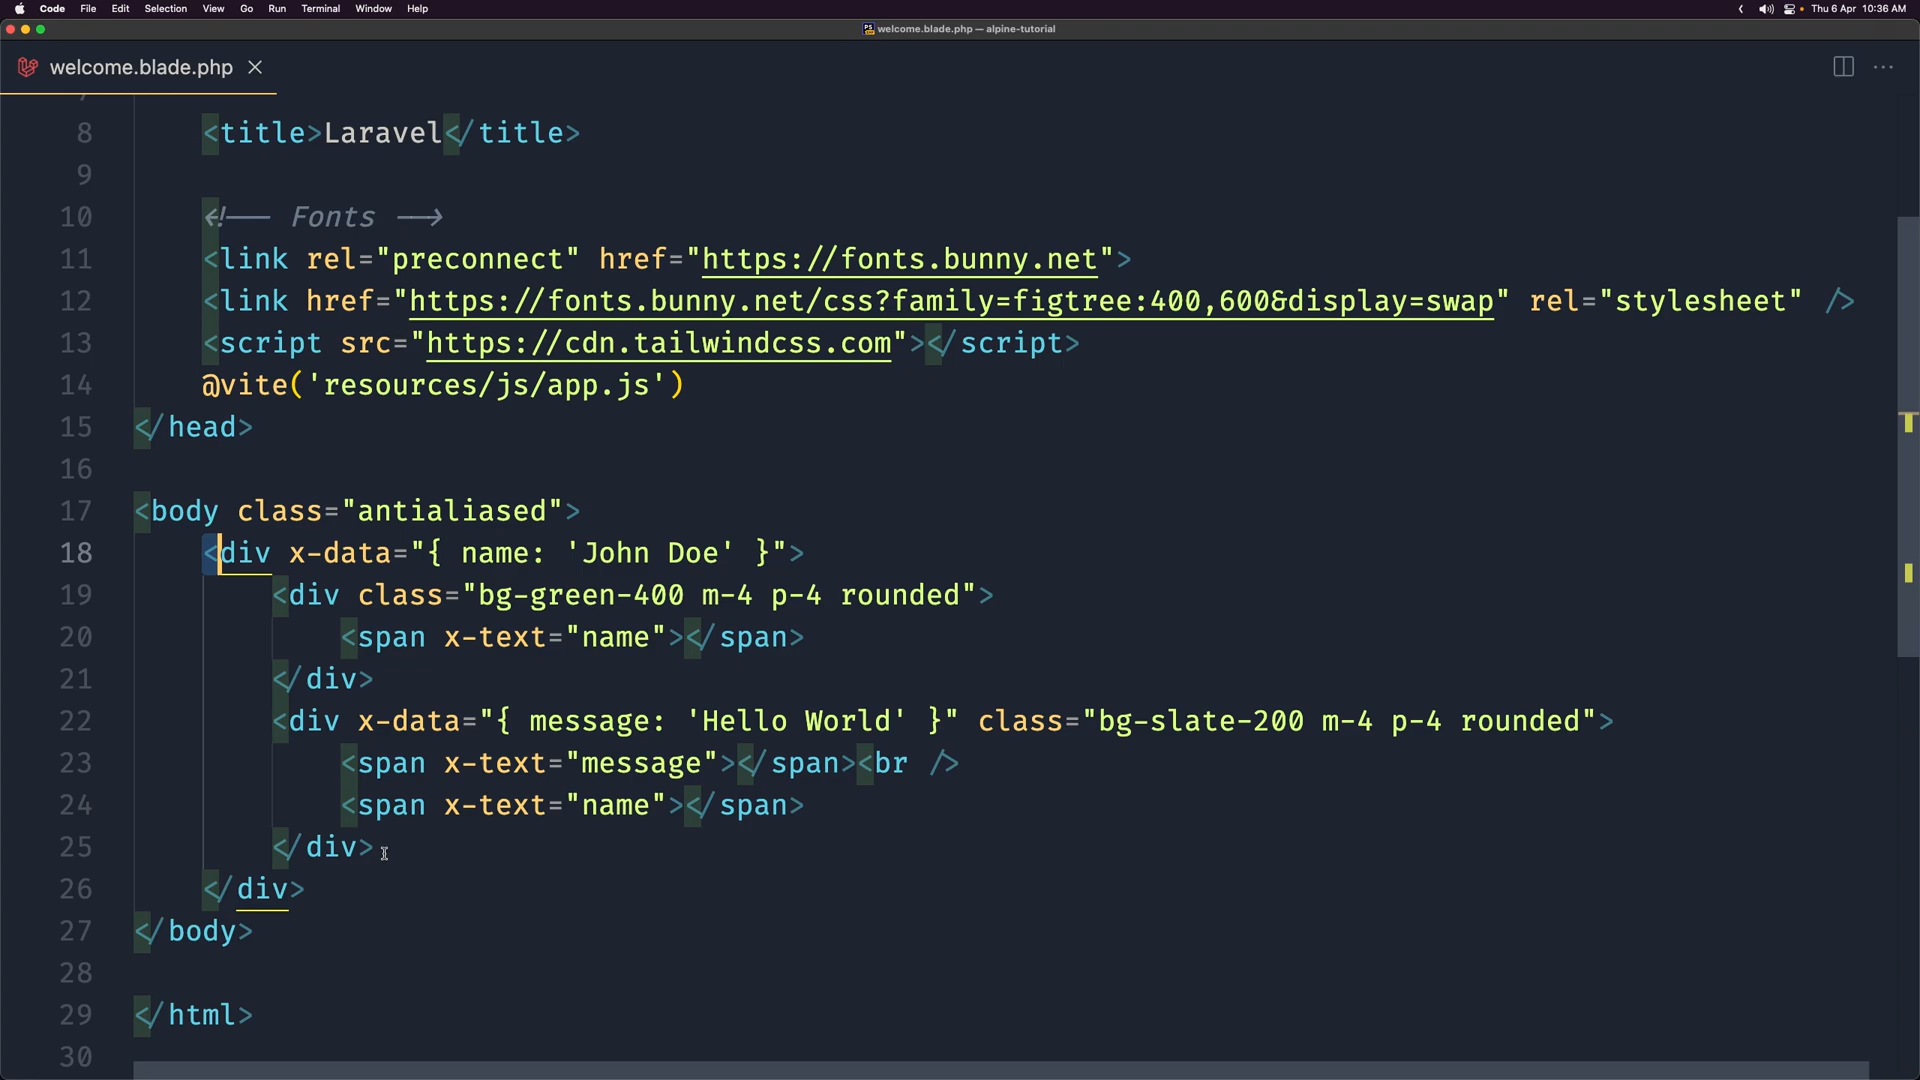 Code File Edit Selection View Go Run Terminal Window Help Thu 6 Apr 10:36 AM
welcome.blade.php — alpine-tutorial
welcome.blade.php
8 <title>Laravel</title>
9
10 <!-- Fonts -->
11 <link rel="preconnect" href="https://fonts.bunny.net">
12 <link href="https://fonts.bunny.net/css?family=figtree:400,600&display=swap" rel="stylesheet" />
13 <script src="https://cdn.tailwindcss.com"></script>
14 @vite('resources/js/app.js')
15 </head>
16
17 <body class="antialiased">
18 <div x-data="{ name: 'John Doe' }">
19 <div class="bg-green-400 m-4 p-4 rounded">
20 <span x-text="name"></span>
21 </div>
22 <div x-data="{ message: 'Hello World' }" class="bg-slate-200 m-4 p-4 rounded">
23 <span x-text="message"></span><br />
24 <span x-text="name"></span>
25 </div>
26 </div>
27 </body>
28
29 </html>
30